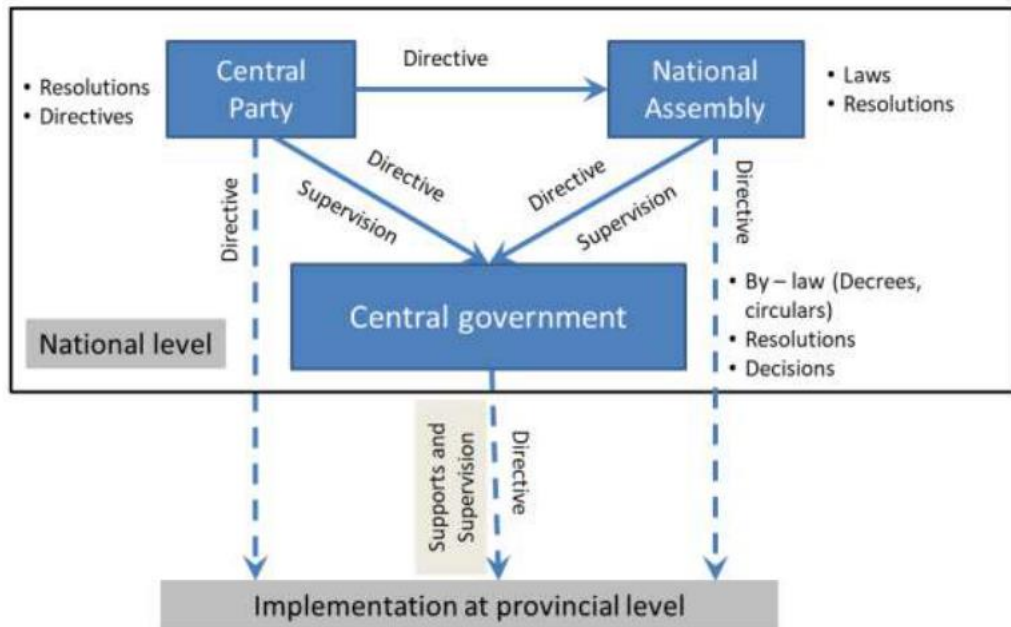 Central
Party
Directive
National
Assembly
• Resolutions
• Directives
• Laws
• Resolutions
Directive
Directive
Supervision
Directive
Supervision
Directive
Central government
• By – law (Decrees,
circulars)
• Resolutions
• Decisions
National level
Supports and
Supervision
Directive
Implementation at provincial level